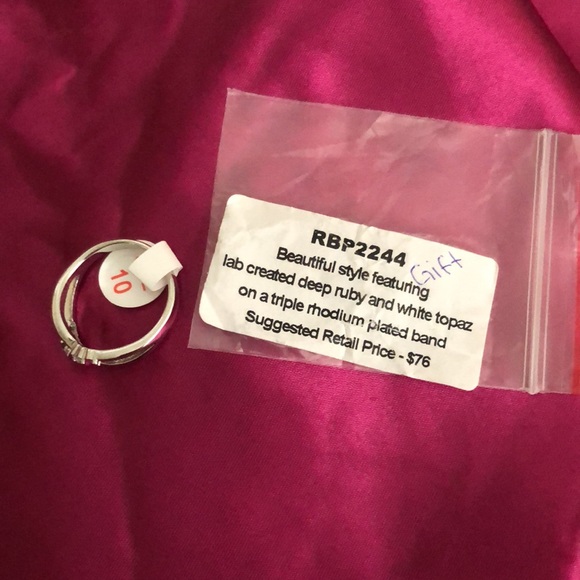 10
RBP2244
Gift
Beautiful style featuring
lab created deep ruby and white topaz
on a triple rhodium plated band
Suggested Retail Price - $76